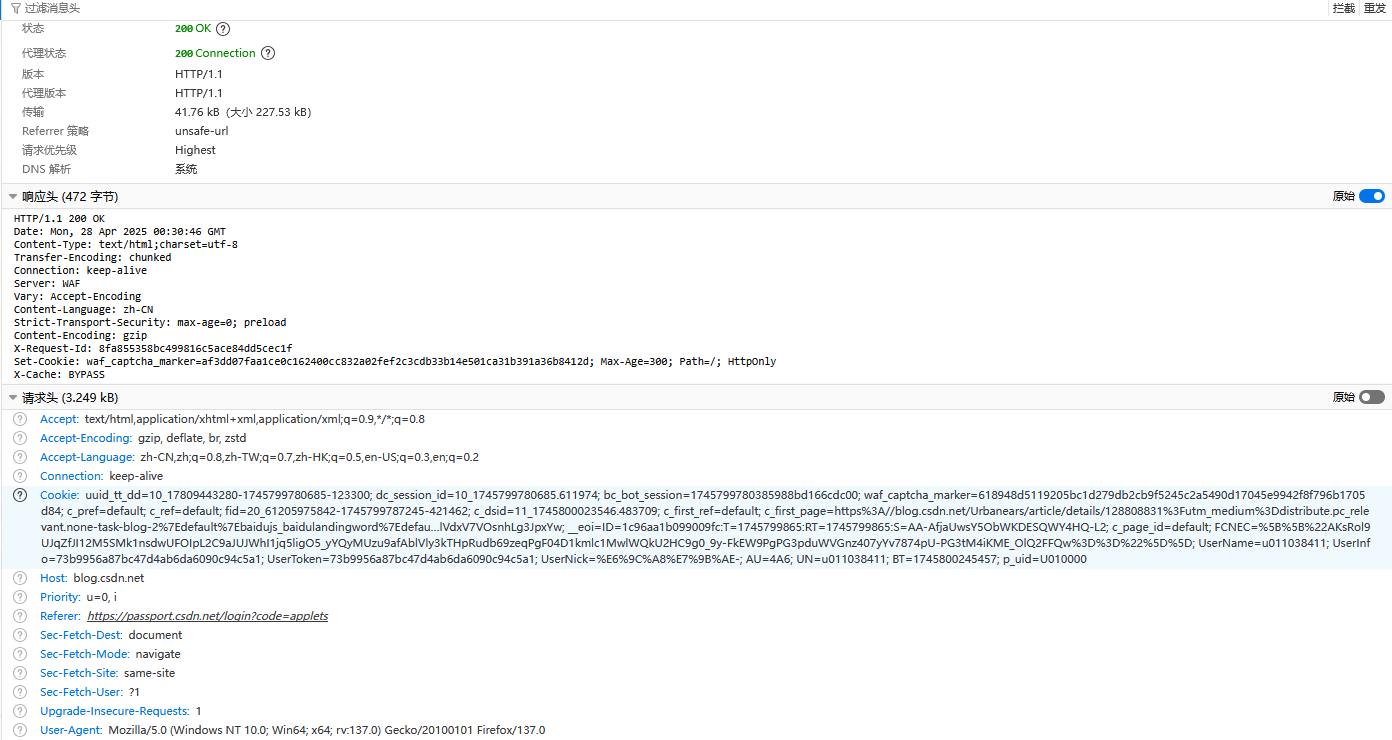 过滤消息头
拦截 重发
状态 200 OK
代理状态 200 Connection
版本 HTTP/1.1
代理版本 HTTP/1.1
传输 41.76 kB (大小 227.53 kB)
Referrer 策略 unsafe-url
请求优先级 Highest
DNS 解析 系统
响应头 (472 字节) 原始
HTTP/1.1 200 OK
Date: Mon, 28 Apr 2025 00:30:46 GMT
Content-Type: text/html;charset=utf-8
Transfer-Encoding: chunked
Connection: keep-alive
Server: WAF
Vary: Accept-Encoding
Content-Language: zh-CN
Strict-Transport-Security: max-age=0; preload
Content-Encoding: gzip
X-Request-Id: 8fa855358bc499816c5ace84dd5cec1f
Set-Cookie: waf_captcha_marker=af3dd07faa1ce0c162400cc832a02fef2c3cdb33b14e501ca31b391a36b8412d; Max-Age=300; Path=/; HttpOnly
X-Cache: BYPASS
请求头 (3.249 kB) 原始
Accept: text/html,application/xhtml+xml,application/xml;q=0.9,*/*;q=0.8
Accept-Encoding: gzip, deflate, br, zstd
Accept-Language: zh-CN,zh;q=0.8,zh-TW;q=0.7,zh-HK;q=0.5,en-US;q=0.3,en;q=0.2
Connection: keep-alive
Cookie: uuid_tt_dd=10_17809443280-1745799780685-123300; dc_session_id=10_1745799780685.611974; bc_bot_session=1745799780385988bd166cdc00; waf_captcha_marker=618948d5119205bc1d279db2cb9f5245c2a5490d17045e9942f8f796b1705
d84; c_pref=default; c_ref=default; fid=20_61205975842-1745799787245-421462; c_dsid=11_1745800023546.483709; c_first_ref=default; c_first_page=https%3A//blog.csdn.net/Urbanears/article/details/128808831%3Futm_medium%3Ddistribute.pc_rele
vant.none-task-blog-2%7Edefault%7Ebaidujs_baidulandingword%7Edefau...lVdxV7VOsnhLg3JpxYw; __eoi=ID=1c96aa1b099009fc:T=1745799865:RT=1745799865:S=AA-AfjaUwsY5ObWKDESQWY4HQ-L2; c_page_id=default; FCNEC=%5B%5B%22AKsRol9
UJqZfJI12M5SMk1nsdwUFOIpL2C9aJUJWhI1jq5ligO5_yYQyMUzu9afAblVly3kTHpRudb69zeqPgF04D1kmlc1MwlWQkU2HC9g0_9y-FkEW9PgPG3pduWVGnz407yYv7874pU-PG3tM4iKME_OlQ2FFQw%3D%3D%22%5D%5D; UserName=u011038411; UserInf
o=73b9956a87bc47d4ab6da6090c94c5a1; UserToken=73b9956a87bc47d4ab6da6090c94c5a1; UserNick=%E6%9C%A8%E7%9B%AE-; AU=4A6; UN=u011038411; BT=1745800245457; p_uid=U010000
Host: blog.csdn.net
Priority: u=0, i
Referer: https://passport.csdn.net/login?code=applets
Sec-Fetch-Dest: document
Sec-Fetch-Mode: navigate
Sec-Fetch-Site: same-site
Sec-Fetch-User: ?1
Upgrade-Insecure-Requests: 1
User-Agent: Mozilla/5.0 (Windows NT 10.0; Win64; x64; rv:137.0) Gecko/20100101 Firefox/137.0